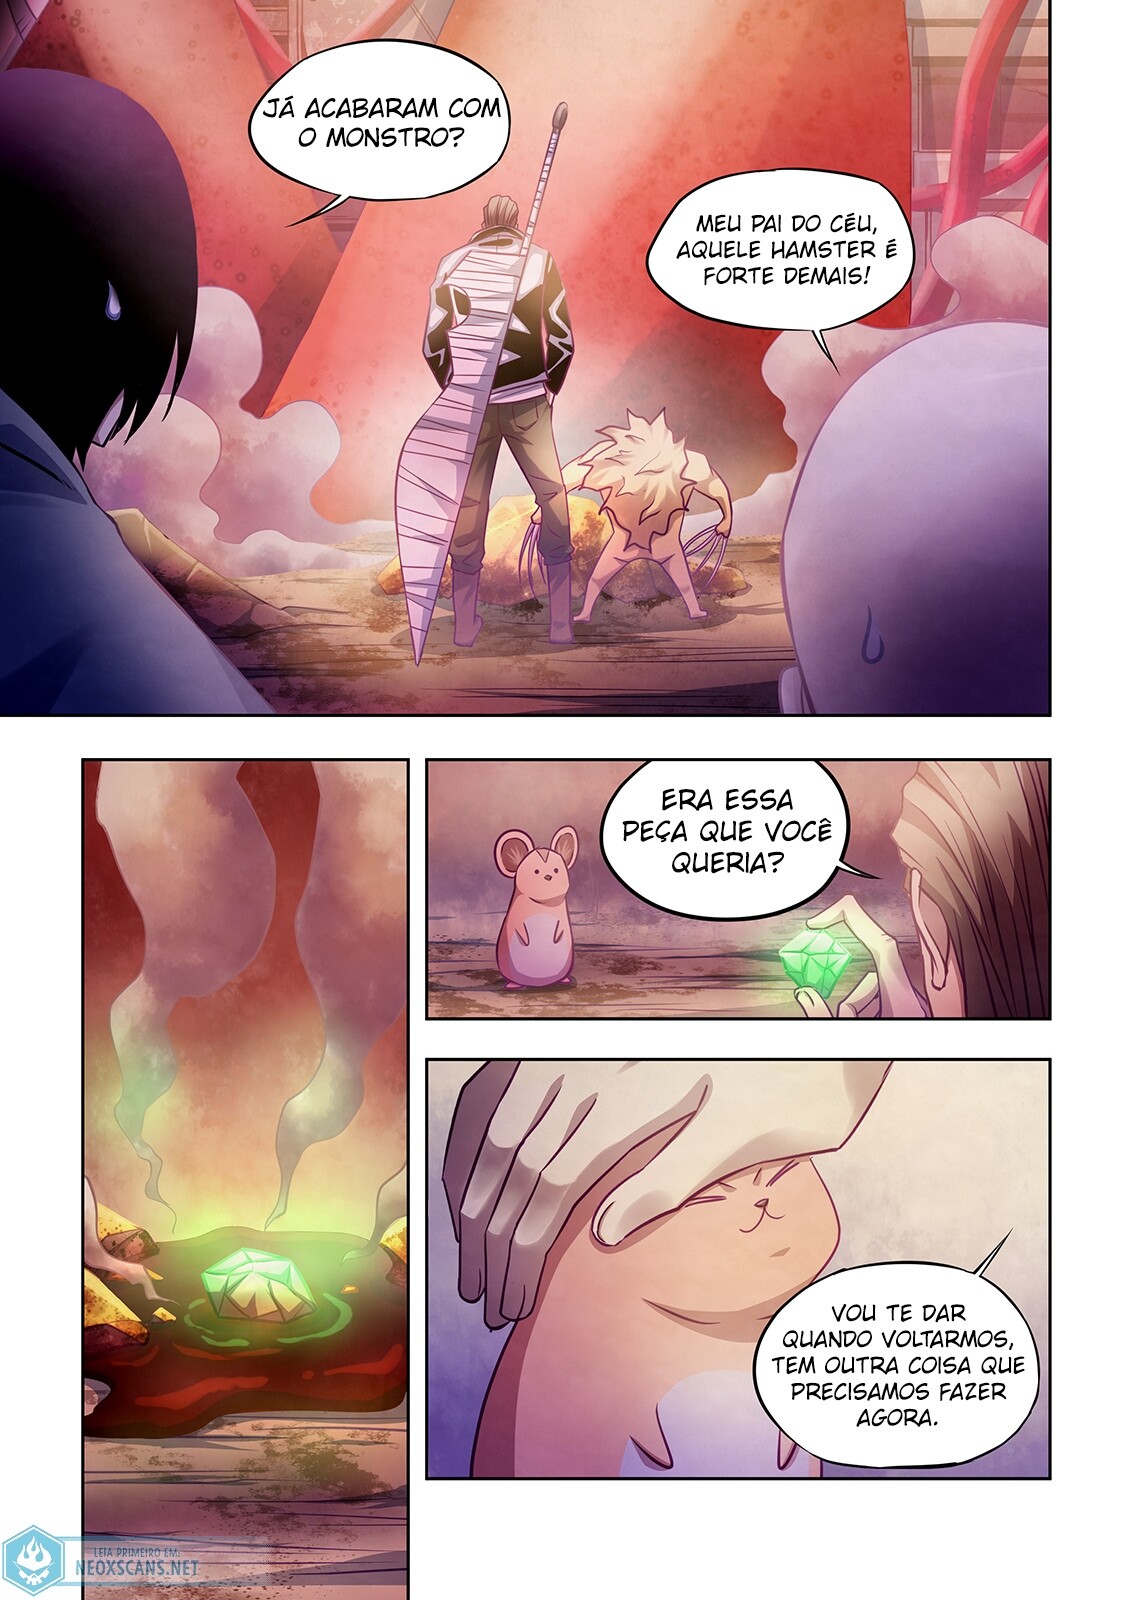 JÁ ACABARAM COM
O MONSTRO?
MEU PAI DO CÉU,
AQUELE HAMSTER É
FORTE DEMAIS!
ERA ESSA
PEÇA QUE VOCÊ
QUERIA?
VOU TE DAR
QUANDO VOLTARMOS,
TEM OUTRA COISA QUE
PRECISAMOS FAZER
AGORA.
LEIA PRIMEIRO EM:
NEOXSCANS.NET